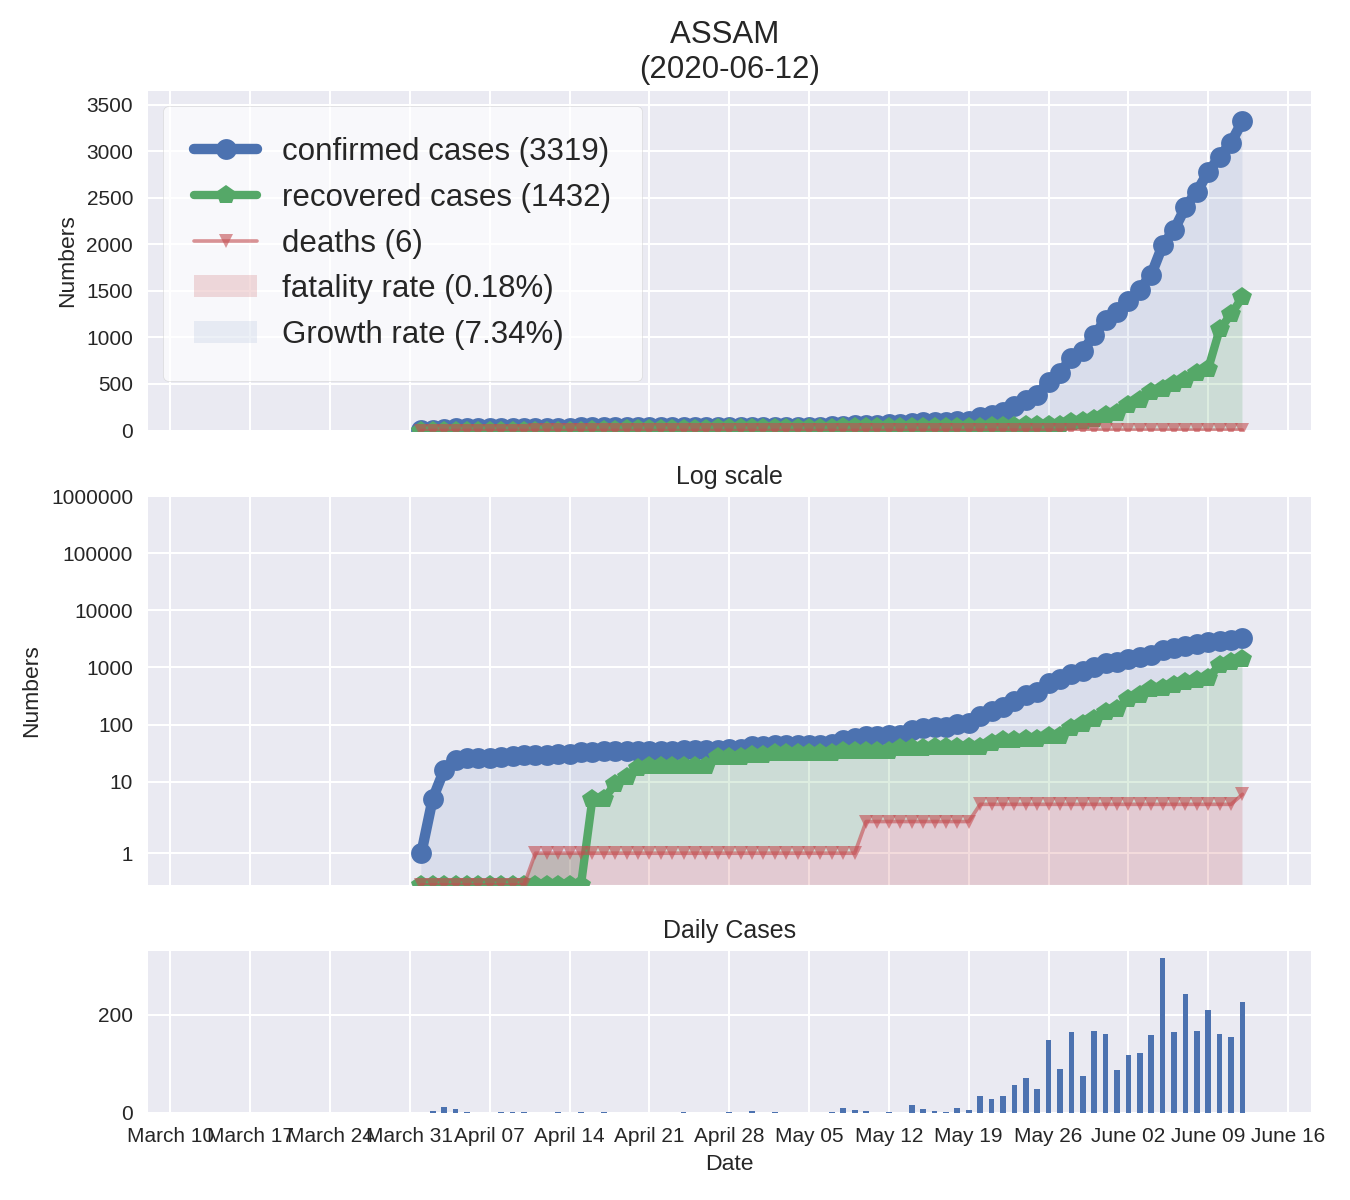 ASSAM
(2020-06-12)
3500
3000
2500
2000
1500
1000
500
0
Numbers
confirmed cases (3319)
recovered cases (1432)
deaths (6)
fatality rate (0.18%)
Growth rate (7.34%)
Log scale
1000000
100000
10000
1000
100
10
1
Numbers
Daily Cases
200
0
March 10 March 17 March 24 March 31 April 07 April 14 April 21 April 28 May 05 May 12 May 19 May 26 June 02 June 09 June 16
Date